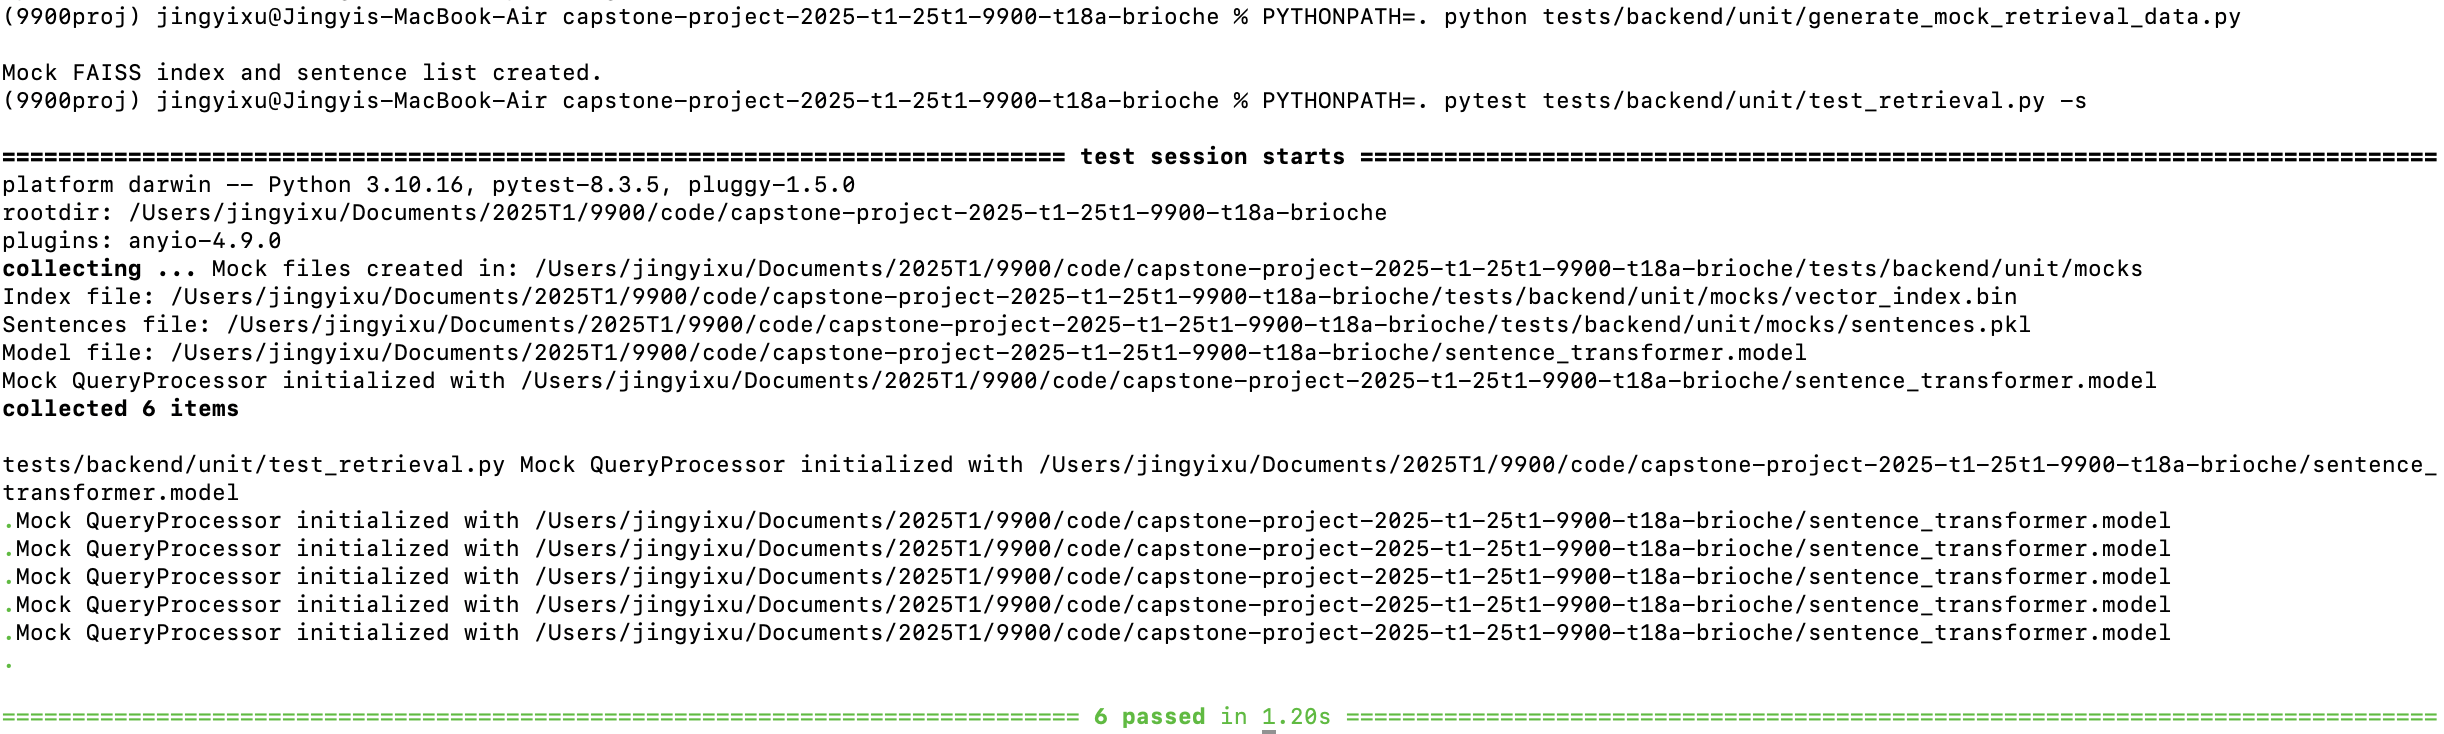 (9900proj) jingyixu@Jingyis-MacBook-Air capstone-project-2025-t1-25t1-9900-t18a-brioche % PYTHONPATH=. python tests/backend/unit/generate_mock_retrieval_data.py
Mock FAISS index and sentence list created.
(9900proj) jingyixu@Jingyis-MacBook-Air capstone-project-2025-t1-25t1-9900-t18a-brioche % PYTHONPATH=. pytest tests/backend/unit/test_retrieval.py -s
============================================================================ test session starts =============================================================================
platform darwin -- Python 3.10.16, pytest-8.3.5, pluggy-1.5.0
rootdir: /Users/jingyixu/Documents/2025T1/9900/code/capstone-project-2025-t1-25t1-9900-t18a-brioche
plugins: anyio-4.9.0
collecting ... Mock files created in: /Users/jingyixu/Documents/2025T1/9900/code/capstone-project-2025-t1-25t1-9900-t18a-brioche/tests/backend/unit/mocks
Index file: /Users/jingyixu/Documents/2025T1/9900/code/capstone-project-2025-t1-25t1-9900-t18a-brioche/tests/backend/unit/mocks/vector_index.bin
Sentences file: /Users/jingyixu/Documents/2025T1/9900/code/capstone-project-2025-t1-25t1-9900-t18a-brioche/tests/backend/unit/mocks/sentences.pkl
Model file: /Users/jingyixu/Documents/2025T1/9900/code/capstone-project-2025-t1-25t1-9900-t18a-brioche/sentence_transformer.model
Mock QueryProcessor initialized with /Users/jingyixu/Documents/2025T1/9900/code/capstone-project-2025-t1-25t1-9900-t18a-brioche/sentence_transformer.model
collected 6 items
tests/backend/unit/test_retrieval.py Mock QueryProcessor initialized with /Users/jingyixu/Documents/2025T1/9900/code/capstone-project-2025-t1-25t1-9900-t18a-brioche/sentence_
transformer.model
.Mock QueryProcessor initialized with /Users/jingyixu/Documents/2025T1/9900/code/capstone-project-2025-t1-25t1-9900-t18a-brioche/sentence_transformer.model
.Mock QueryProcessor initialized with /Users/jingyixu/Documents/2025T1/9900/code/capstone-project-2025-t1-25t1-9900-t18a-brioche/sentence_transformer.model
.Mock QueryProcessor initialized with /Users/jingyixu/Documents/2025T1/9900/code/capstone-project-2025-t1-25t1-9900-t18a-brioche/sentence_transformer.model
.Mock QueryProcessor initialized with /Users/jingyixu/Documents/2025T1/9900/code/capstone-project-2025-t1-25t1-9900-t18a-brioche/sentence_transformer.model
.Mock QueryProcessor initialized with /Users/jingyixu/Documents/2025T1/9900/code/capstone-project-2025-t1-25t1-9900-t18a-brioche/sentence_transformer.model
.
============================================================================= 6 passed in 1.20s ==============================================================================